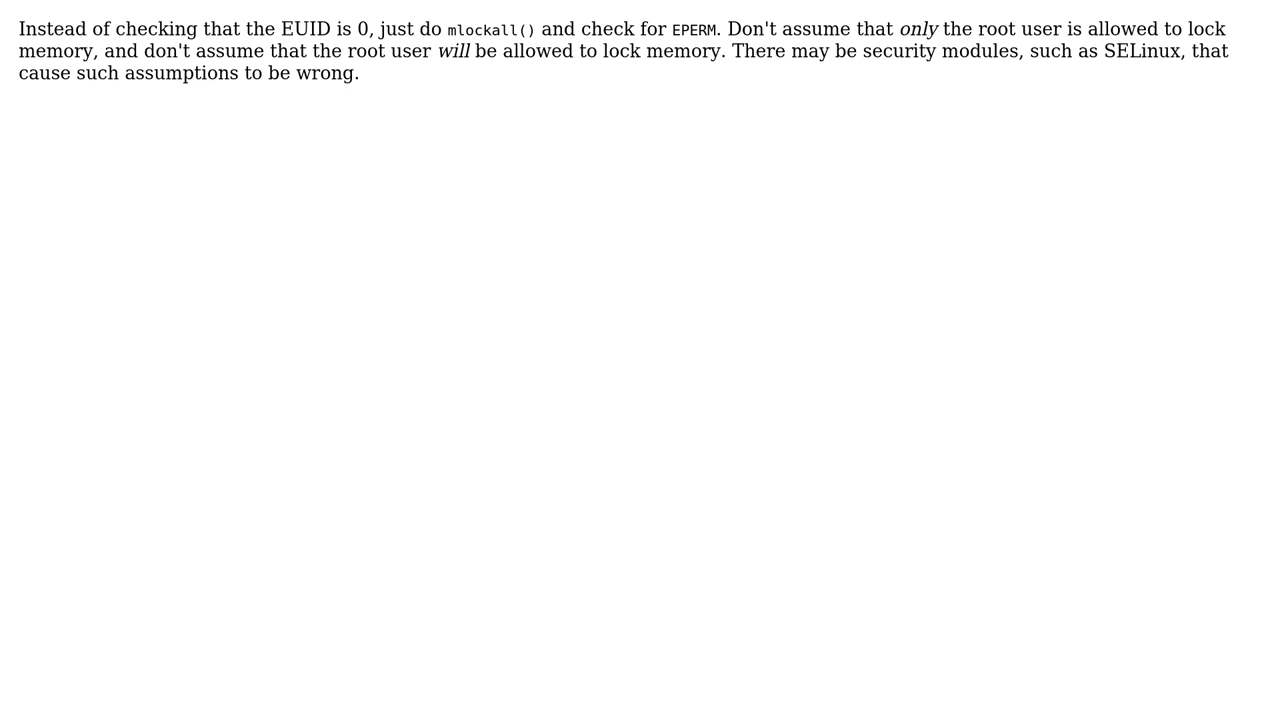 Instead of checking that the EUID is 0, just do mlockall() and check for EPERM. Don't assume that only the root user is allowed to lock
memory, and don't assume that the root user will be allowed to lock memory. There may be security modules, such as SELinux, that
cause such assumptions to be wrong.